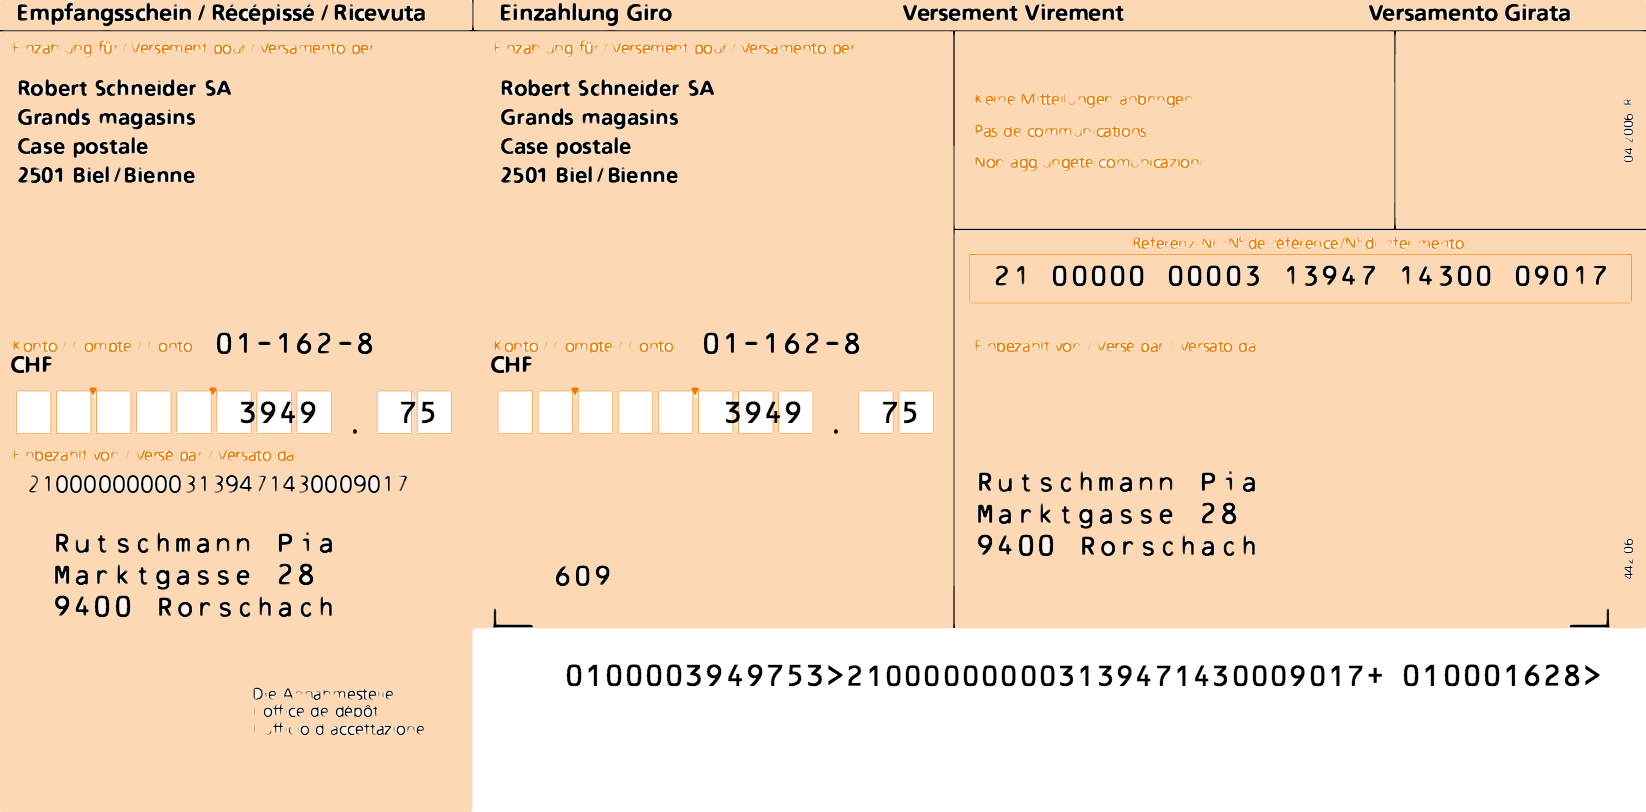 Empfangsschein / Récépissé / Ricevuta
Einzahlung für / Versement pour / Versamento per
Robert Schneider SA
Grands magasins
Case postale
2501 Biel/Bienne
Konto / Compte / Conto 01-162-8
CHF
3949 . 75
Einbezahlt von / Versé par / Versato da
210000000003139471430009017
Rutschmann Pia
Marktgasse 28
9400 Rorschach
Die Annahmestelle
L'office de dépôt
L'ufficio d'accettazione
Einzahlung Giro
Versement Virement
Versamento Girata
Einzahlung für / Versement pour / Versamento per
Robert Schneider SA
Grands magasins
Case postale
2501 Biel/Bienne
Konto / Compte / Conto 01-162-8
CHF
3949 . 75
609
Keine Mitteilungen anbringen
Pas de communications
Non aggiungete comunicazioni
04.2006 R
Referenz-Nr./N° de référence/N° di riferimento
21 00000 00003 13947 14300 09017
Einbezahlt von / Versé par / Versato da
Rutschmann Pia
Marktgasse 28
9400 Rorschach
442.06
0100003949753>210000000003139471430009017+ 010001628>